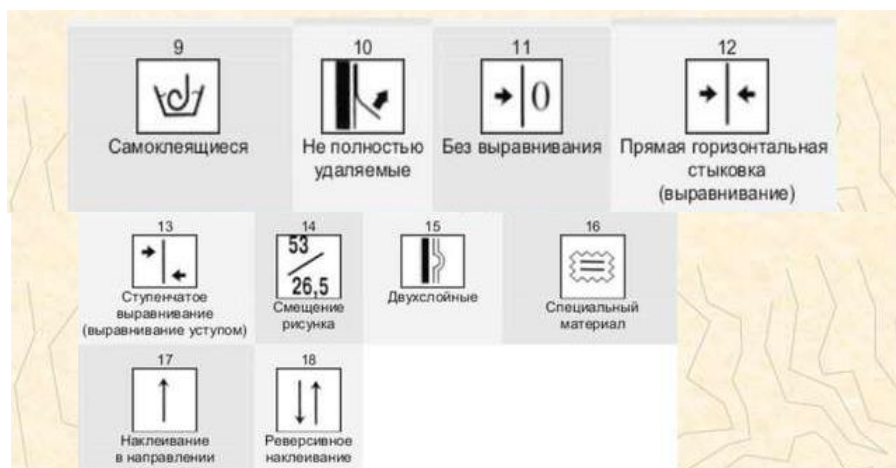 9
10
11
12
0
Самоклеящиеся
Не полностью
удаляемые
Без выравнивания
Прямая горизонтальная
стыковка
(выравнивание)
13
14
15
16
53
26,5
Ступенчатое
выравнивание
(выравнивание уступом)
Смещение
рисунка
Двухслойные
Специальный
материал
17
18
Наклеивание
в направлении
Реверсивное
наклеивание